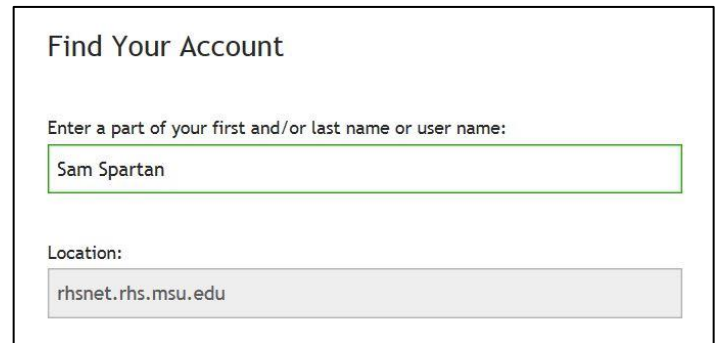 Find Your Account
Enter a part of your first and/or last name or user name:
Sam Spartan
Location:
rhsnet.rhs.msu.edu